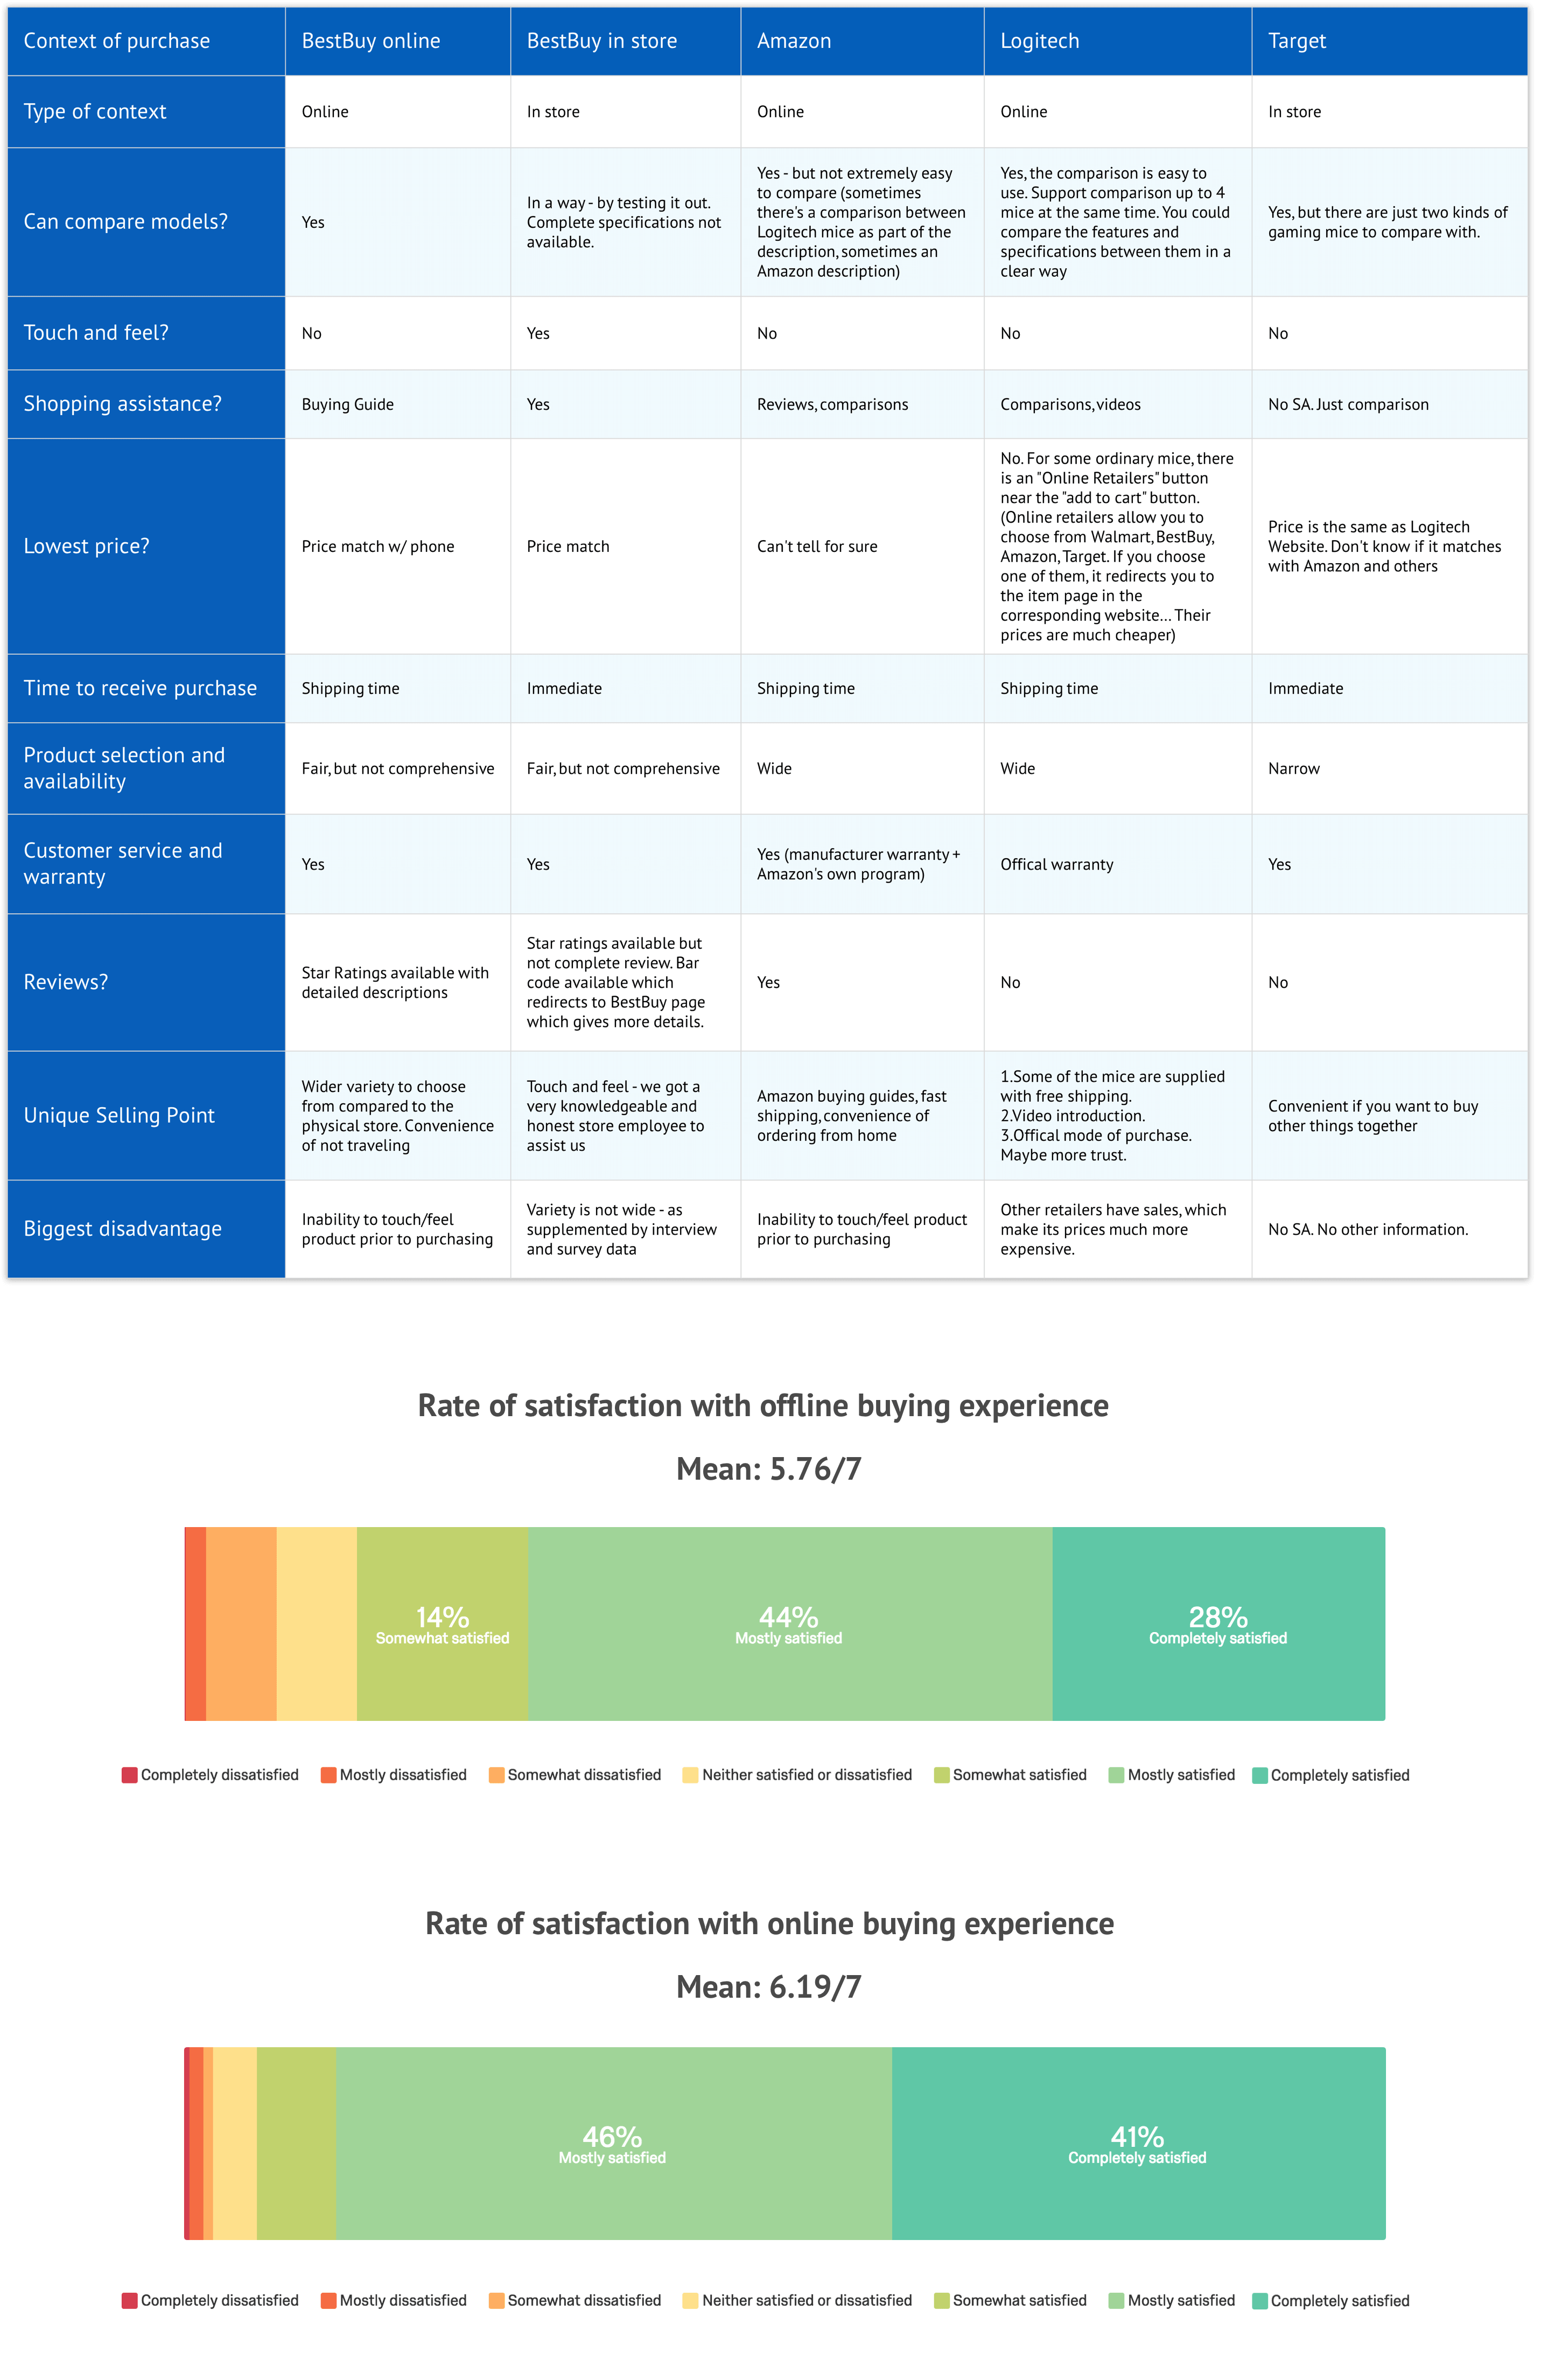 Context of purchase
BestBuy online
BestBuy in store
Amazon
Logitech
Target
Type of context
Online
In store
Online
Online
In store
Can compare models?
Yes
In a way - by testing it out.
Complete specifications not
available.
Yes - but not extremely easy
to compare (sometimes
there's a comparison between
Logitech mice as part of the
description, sometimes an
Amazon description)
Yes, the comparison is easy to
use. Support comparison up to 4
mice at the same time. You could
compare the features and
specifications between them in a
clear way
Yes, but there are just two kinds of
gaming mice to compare with.
Touch and feel?
No
Yes
No
No
No
Shopping assistance?
Buying Guide
Yes
Reviews, comparisons
Comparisons, videos
No SA. Just comparison
Lowest price?
Price match w/ phone
Price match
Can't tell for sure
No. For some ordinary mice, there
is an "Online Retailers" button
near the "add to cart" button.
(Online retailers allow you to
choose from Walmart, BestBuy,
Amazon, Target. If you choose
one of them, it redirects you to
the item page in the
corresponding website... Their
prices are much cheaper)
Price is the same as Logitech
Website. Don't know if it matches
with Amazon and others
Time to receive purchase
Shipping time
Immediate
Shipping time
Shipping time
Immediate
Product selection and
availability
Fair, but not comprehensive
Fair, but not comprehensive
Wide
Wide
Narrow
Customer service and
warranty
Yes
Yes
Yes (manufacturer warranty +
Amazon's own program)
Offical warranty
Yes
Reviews?
Star Ratings available with
detailed descriptions
Star ratings available but
not complete review. Bar
code available which
redirects to BestBuy page
which gives more details.
Yes
No
No
Unique Selling Point
Wider variety to choose
from compared to the
physical store. Convenience
of not traveling
Touch and feel - we got a
very knowledgeable and
honest store employee to
assist us
Amazon buying guides, fast
shipping, convenience of
ordering from home
1.Some of the mice are supplied
with free shipping.
2.Video introduction.
3.Offical mode of purchase.
Maybe more trust.
Convenient if you want to buy
other things together
Biggest disadvantage
Inability to touch/feel
product prior to purchasing
Variety is not wide - as
supplemented by interview
and survey data
Inability to touch/feel product
prior to purchasing
Other retailers have sales, which
make its prices much more
expensive.
No SA. No other information.
Rate of satisfaction with offline buying experience
Mean: 5.76/7
14%
Somewhat satisfied
44%
Mostly satisfied
28%
Completely satisfied
Completely dissatisfied
Mostly dissatisfied
Somewhat dissatisfied
Neither satisfied or dissatisfied
Somewhat satisfied
Mostly satisfied
Completely satisfied
Rate of satisfaction with online buying experience
Mean: 6.19/7
46%
Mostly satisfied
41%
Completely satisfied
Completely dissatisfied
Mostly dissatisfied
Somewhat dissatisfied
Neither satisfied or dissatisfied
Somewhat satisfied
Mostly satisfied
Completely satisfied